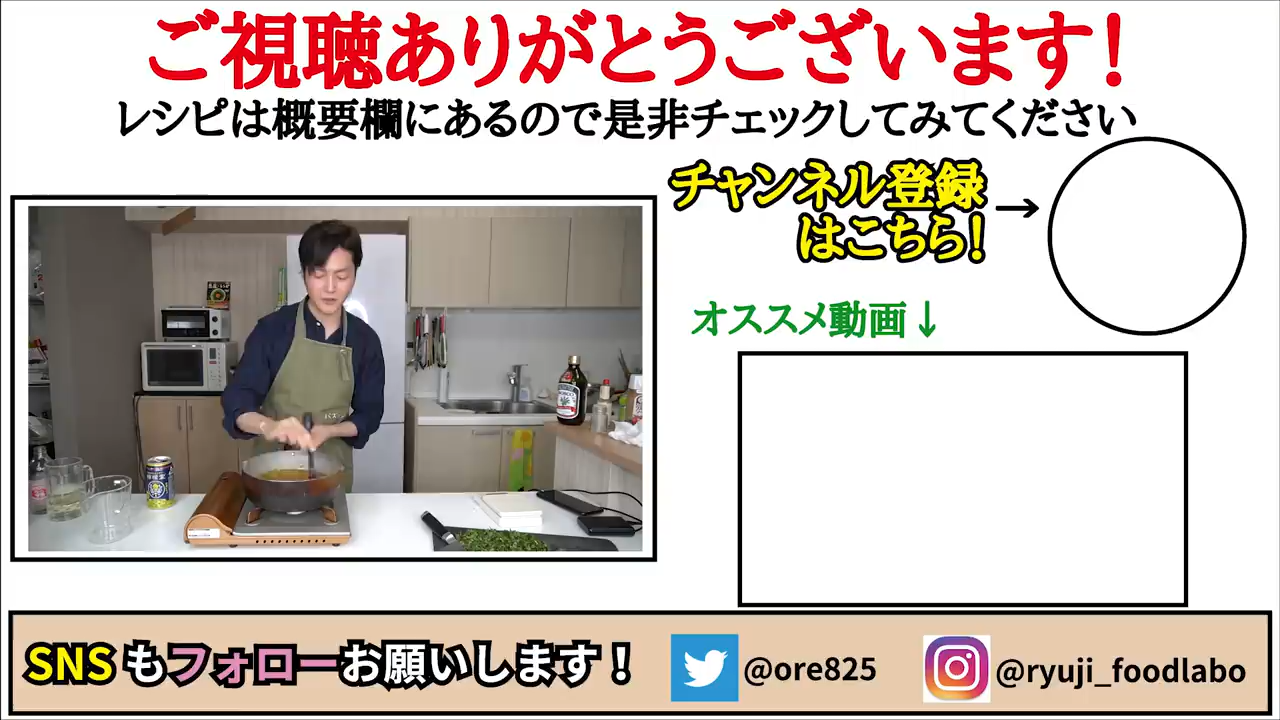 ご視聴ありがとうございます!
レシピは概要欄にあるので是非チェックしてみてください
チャンネル登録
はこちら!
→
オススメ動画↓
SNSもフォローお願いします!
@ore825
@ryuji_foodlabo